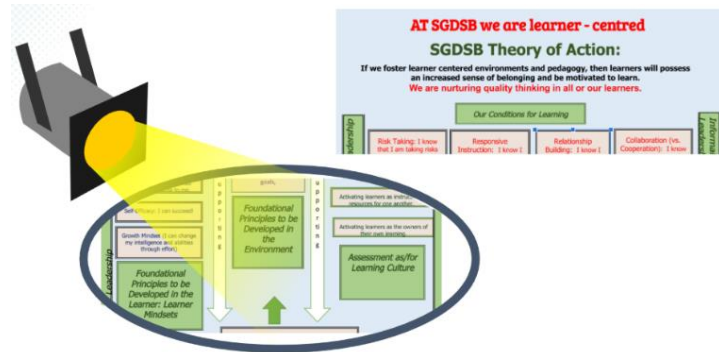 AT SGDSB we are learner - centred
SGDSB Theory of Action:
If we foster learner centered environments and pedagogy, then learners will possess
an increased sense of belonging and be motivated to learn.
We are nurturing quality thinking in all or our learners.
Our Conditions for Learning
Leadership
Risk Taking: I know
that I am taking risks
Responsive
Instruction: I know I
Relationship
Building: I know I
Collaboration (vs.
Cooperation): I know
Leadership
goals,
Self-efficacy: I can succeed
Growth Mindset (I can change
my intelligence and abilities
through effort)
Foundational
Principles to be
Developed in the
Learner: Learner
Mindsets
Leadership
upporting
Foundational
Principles to be
Developed in
the
Environment
upporting
Activating learners as
resources for one another
Activating learners as the owners of
their own learning.
Assessment as/for
Learning Culture